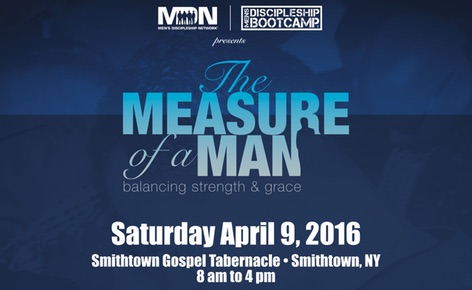 MDN
MEN'S DISCIPLESHIP NETWORK
MENS DISCIPLESHIP
BOOTCAMP
presents
The
MEASURE
of a MAN
balancing strength & grace
Saturday April 9, 2016
Smithtown Gospel Tabernacle • Smithtown, NY
8 am to 4 pm